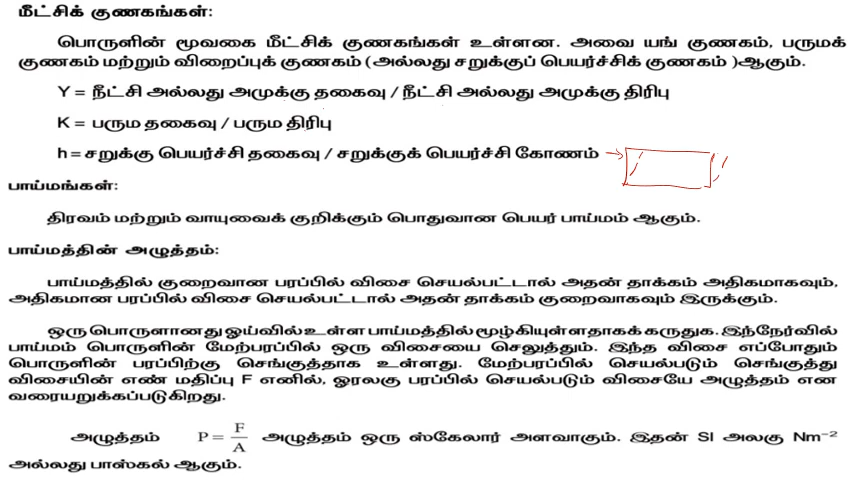 மீட்சிக் குணகங்கள்:
பொருளின் மூவகை மீட்சிக் குணகங்கள் உள்ளன. அவை யங் குணகம், பருமக்
குணகம் மற்றும் விறைப்புக் குணகம் (அல்லது சறுக்குப் பெயர்ச்சிக் குணகம் )ஆகும்.
Y = நீட்சி அல்லது அமுக்கு தகைவு / நீட்சி அல்லது அமுக்கு திரிபு
K = பரும தகைவு / பரும திரிபு
h = சறுக்கு பெயர்ச்சி தகைவு / சறுக்குக் பெயர்ச்சி கோணம்
பாய்மங்கள்:
திரவம் மற்றும் வாயுவைக் குறிக்கும் பொதுவான பெயர் பாய்மம் ஆகும்.
பாய்மத்தின் அழுத்தம்:
பாய்மத்தில் குறைவான பரப்பில் விசை செயல்பட்டால் அதன் தாக்கம் அதிகமாகவும்,
அதிகமான பரப்பில் விசை செயல்பட்டால் அதன் தாக்கம் குறைவாகவும் இருக்கும்.
ஒரு பொருளானது ஓய்வில் உள்ள பாய்மத்தில் மூழ்கியுள்ளதாகக் கருதுக. இந்நேர்வில்
பாய்மம் பொருளின் மேற்பரப்பில் ஒரு விசையை செலுத்தும். இந்த விசை எப்போதும்
பொருளின் பரப்பிற்கு செங்குத்தாக உள்ளது. மேற்பரப்பில் செயல்படும் செங்குத்து
விசையின் எண் மதிப்பு F எனில், ஓரலகு பரப்பில் செயல்படும் விசையே அழுத்தம் என
வரையறுக்கப்படுகிறது.
அழுத்தம் P = F/A அழுத்தம் ஒரு ஸ்கேலார் அளவாகும். இதன் SI அலகு Nm⁻²
அல்லது பாஸ்கல் ஆகும்.